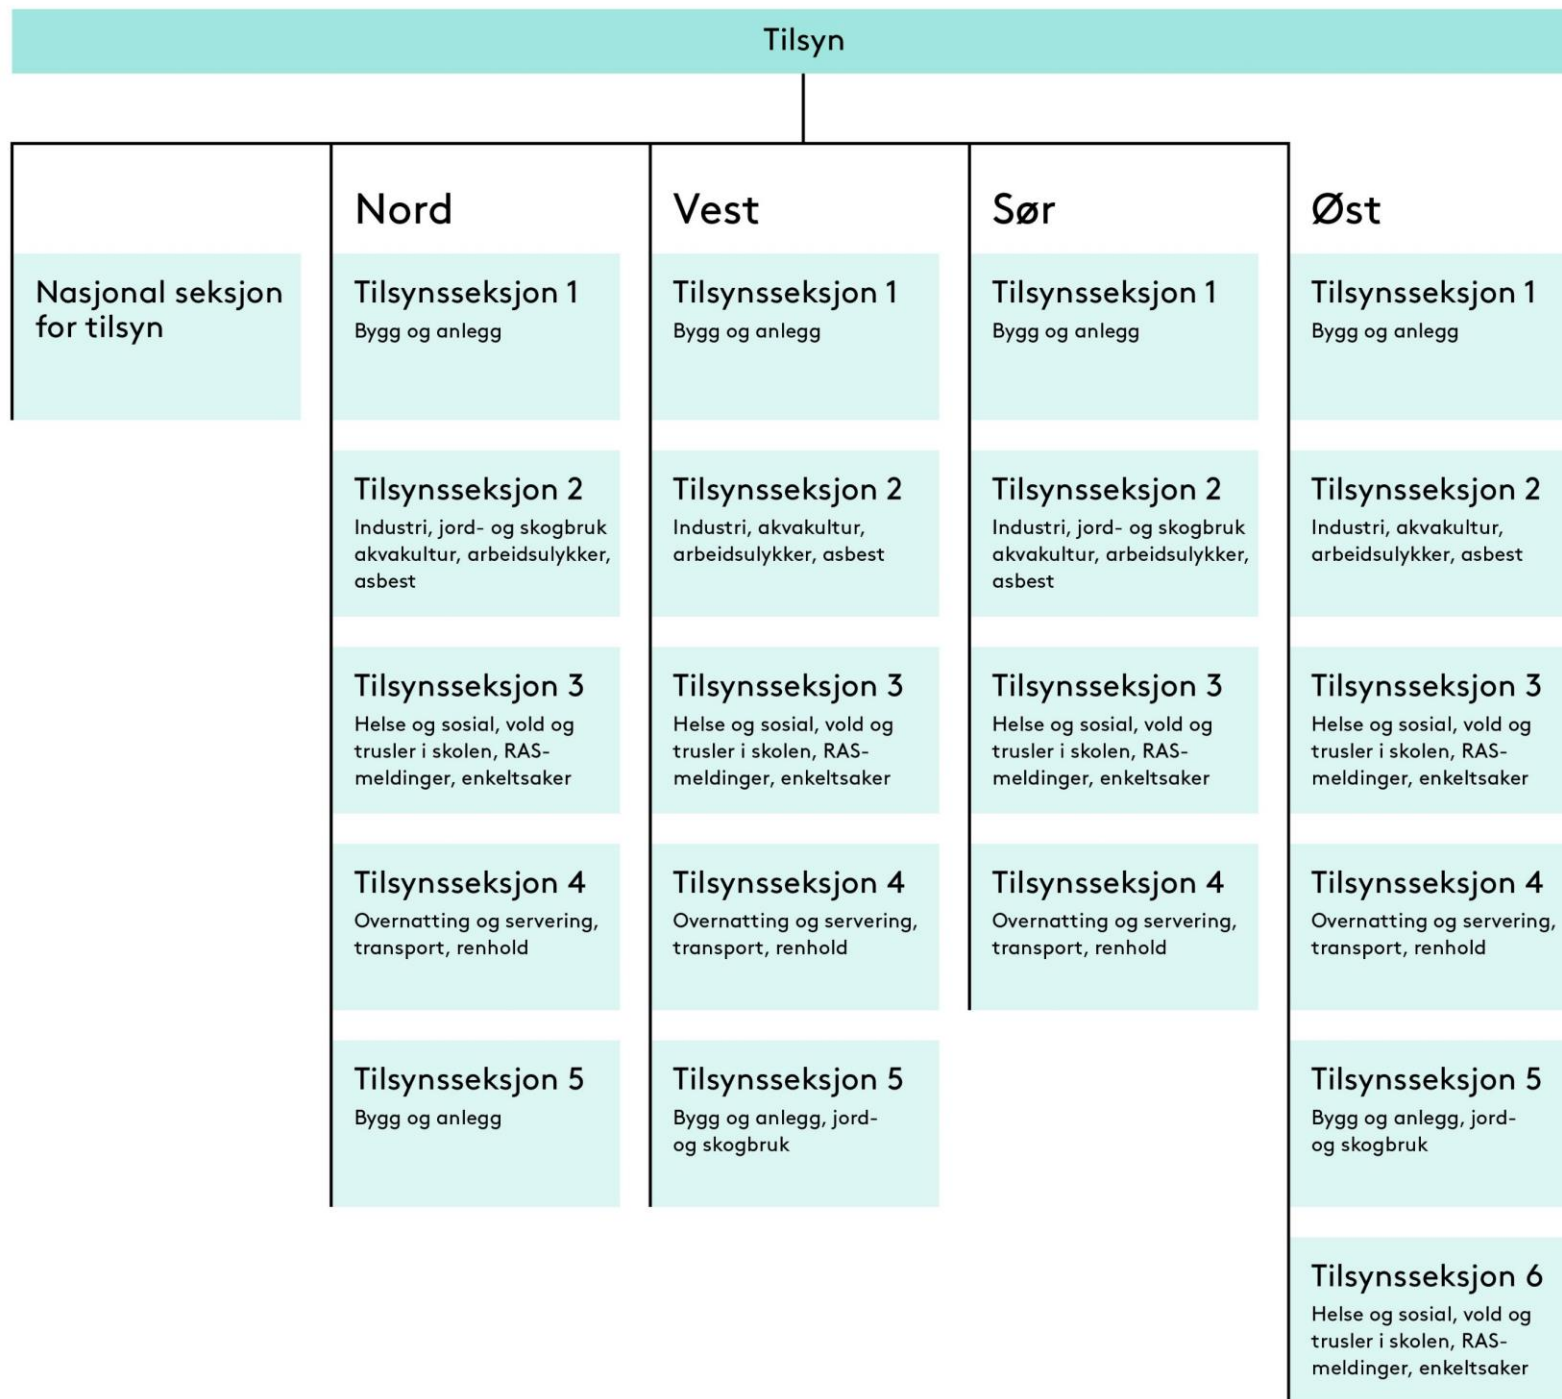 Tilsyn
Nasjonal seksjon
for tilsyn
Nord
Tilsynsseksjon 1
Bygg og anlegg
Tilsynsseksjon 2
Industri, jord- og skogbruk
akvakultur, arbeidsulykker,
asbest
Tilsynsseksjon 3
Helse og sosial, vold og
trusler i skolen, RAS-
meldinger, enkeltsaker
Tilsynsseksjon 4
Overnatting og servering,
transport, renhold
Tilsynsseksjon 5
Bygg og anlegg
Vest
Tilsynsseksjon 1
Bygg og anlegg
Tilsynsseksjon 2
Industri, akvakultur,
arbeidsulykker, asbest
Tilsynsseksjon 3
Helse og sosial, vold og
trusler i skolen, RAS-
meldinger, enkeltsaker
Tilsynsseksjon 4
Overnatting og servering,
transport, renhold
Tilsynsseksjon 5
Bygg og anlegg, jord-
og skogbruk
Sør
Tilsynsseksjon 1
Bygg og anlegg
Tilsynsseksjon 2
Industri, jord- og skogbruk
akvakultur, arbeidsulykker,
asbest
Tilsynsseksjon 3
Helse og sosial, vold og
trusler i skolen, RAS-
meldinger, enkeltsaker
Tilsynsseksjon 4
Overnatting og servering,
transport, renhold
Øst
Tilsynsseksjon 1
Bygg og anlegg
Tilsynsseksjon 2
Industri, akvakultur,
arbeidsulykker, asbest
Tilsynsseksjon 3
Helse og sosial, vold og
trusler i skolen, RAS-
meldinger, enkeltsaker
Tilsynsseksjon 4
Overnatting og servering,
transport, renhold
Tilsynsseksjon 5
Bygg og anlegg, jord-
og skogbruk
Tilsynsseksjon 6
Helse og sosial, vold og
trusler i skolen, RAS-
meldinger, enkeltsaker